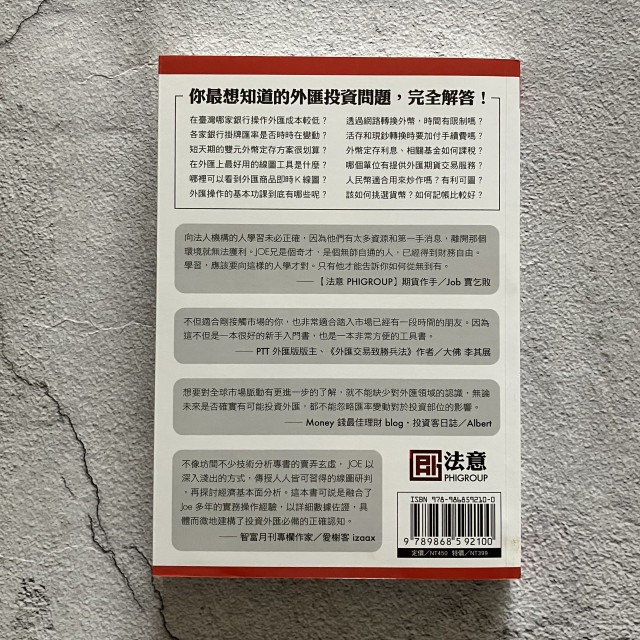 你最想知道的外匯投資問題，完全解答！
在臺灣哪家銀行操作外匯成本較低？
各家銀行掛牌匯率是否時時在變動？
短天期的雙元外幣定存方案很划算？
在外匯上最好用的線圖工具是什麼？
哪裡可以看到外匯商品即時K線圖？
外匯操作的基本功課到底有哪些呢？
透過網路轉換外幣，時間有限制嗎？
活存和現鈔轉換時要加付手續費嗎？
外幣定存利息、相關基金如何課稅？
哪個單位有提供外匯期貨交易服務？
人民幣適合用來炒作嗎？有利可圖？
該如何挑選貨幣？如何記帳比較好？
向法人機構的人學習未必正確，因為他們有太多資源和第一手消息，離開那個
環境就無法獲利。JOE兄是個奇才，是個無師自通的人，已經得到財務自由。
學習，應該要向這樣的人學才對。只有他才能告訴你如何從無到有。
——【法意 PHIGROUP】期貨作手／Job 賈乞敗
不但適合剛接觸市場的你，也非常適合踏入市場已經有一段時間的朋友。因為
這不但是一本很好的新手入門書，也是一本非常方便的工具書。
—— PTT 外匯版版主、《外匯交易致勝兵法》作者／大佛 李其展
想要對全球市場脈動有更進一步的了解。就不能缺少對外匯領域的認識，無論
未來是否確實有可能投資外匯，都不能忽略匯率變動對於投資部位的影響。
—— Money 錢最佳理財 blog，投資客日誌／Albert
不像坊間不少技術分析專書的賣弄玄虛， JOE 以
深入淺出的方式，傳授人人皆可習得的線圖研判
，再探討經濟基本面分析。這本書可說是融合了
Joe 多年的實務操作經驗，以詳細數據佐證，具
體而微地建構了投資外匯必備的正確認知。
—— 智富月刊專欄作家／愛榭客 izaax
法意
PHIGROUP
ISBN 978-986859210-0
9 789868 592100
定價／NT450 特價／NT399